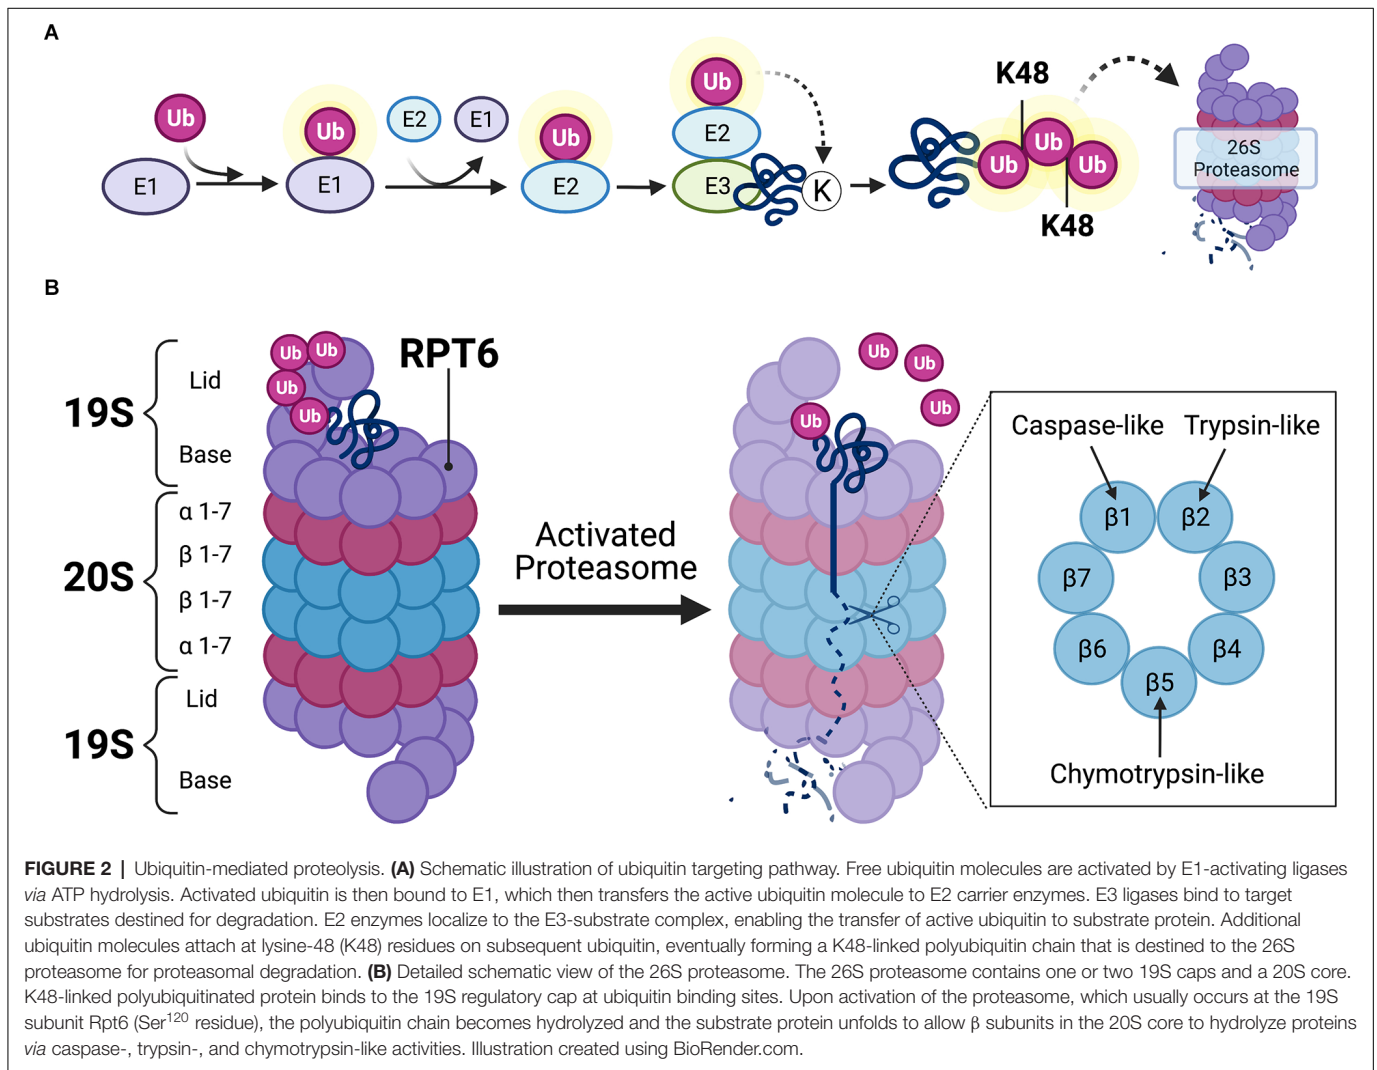 A
Ub
E1
Ub
E1
E2
E1
Ub
E2
Ub
E2
E3
K
K48
Ub
Ub
Ub
K48
26S
Proteasome
B
19S
Lid
Base
20S
α 1-7
β 1-7
β 1-7
α 1-7
19S
Lid
Base
Ub
Ub
Ub
Ub
RPT6
Activated
Proteasome
Ub
Ub
Ub
Ub
Caspase-like
Trypsin-like
β1
β2
β7
β3
β6
β4
β5
Chymotrypsin-like
FIGURE 2 | Ubiquitin-mediated proteolysis. (A) Schematic illustration of ubiquitin targeting pathway. Free ubiquitin molecules are activated by E1-activating ligases
via ATP hydrolysis. Activated ubiquitin is then bound to E1, which then transfers the active ubiquitin molecule to E2 carrier enzymes. E3 ligases bind to target
substrates destined for degradation. E2 enzymes localize to the E3-substrate complex, enabling the transfer of active ubiquitin to substrate protein. Additional
ubiquitin molecules attach at lysine-48 (K48) residues on subsequent ubiquitin, eventually forming a K48-linked polyubiquitin chain that is destined to the 26S
proteasome for proteasomal degradation. (B) Detailed schematic view of the 26S proteasome. The 26S proteasome contains one or two 19S caps and a 20S core.
K48-linked polyubiquitinated protein binds to the 19S regulatory cap at ubiquitin binding sites. Upon activation of the proteasome, which usually occurs at the 19S
subunit Rpt6 (Ser120 residue), the polyubiquitin chain becomes hydrolyzed and the substrate protein unfolds to allow β subunits in the 20S core to hydrolyze proteins
via caspase-, trypsin-, and chymotrypsin-like activities. Illustration created using BioRender.com.